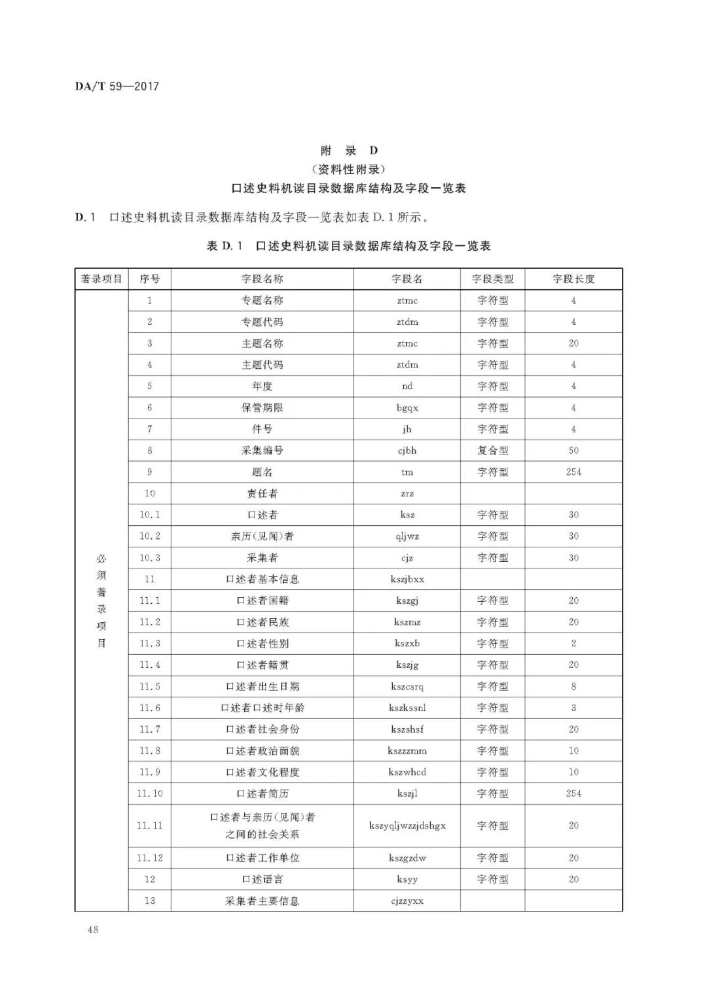 DA/T 59—2017
附 录 D
（资料性附录）
口述史料机读目录数据库结构及字段一览表
D.1 口述史料机读目录数据库结构及字段一览表如表 D.1 所示。
表 D.1 口述史料机读目录数据库结构及字段一览表
著录项目 序号 字段名称 字段名 字段类型 字段长度
必须著录项目
1 专题名称 ztmc 字符型 4
2 专题代码 ztdm 字符型 4
3 主题名称 ztmc 字符型 20
4 主题代码 ztdm 字符型 4
5 年度 nd 字符型 4
6 保管期限 bgqx 字符型 4
7 件号 jh 字符型 4
8 采集编号 cjbh 复合型 50
9 题名 tm 字符型 254
10 责任者 zrz
10.1 口述者 ksz 字符型 30
10.2 亲历（见闻）者 qljwz 字符型 30
10.3 采集者 cjz 字符型 30
11 口述者基本信息 kszjbxx
11.1 口述者国籍 kszgj 字符型 20
11.2 口述者民族 kszmz 字符型 20
11.3 口述者性别 kszxb 字符型 2
11.4 口述者籍贯 kszjg 字符型 20
11.5 口述者出生日期 kszcsrq 字符型 8
11.6 口述者口述时年龄 kszkssnl 字符型 3
11.7 口述者社会身份 kszshsf 字符型 20
11.8 口述者政治面貌 kszzzmm 字符型 10
11.9 口述者文化程度 kszwhcd 字符型 10
11.10 口述者简历 kszjl 字符型 254
11.11 口述者与亲历（见闻）者
之间的社会关系 kszyqljwzzjdshgx 字符型 20
11.12 口述者工作单位 kszgzdw 字符型 20
12 口述语言 ksyy 字符型 20
13 采集者主要信息 cjzzyxx
48